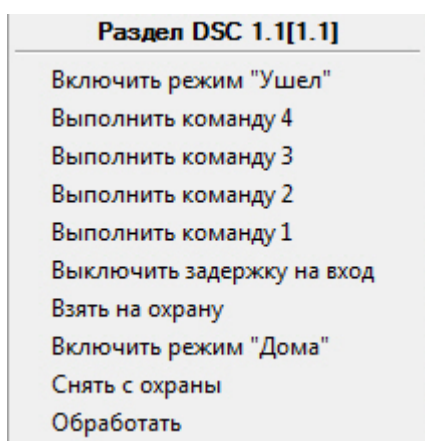 Раздел DSC 1.1[1.1]
Включить режим "Ушел"
Выполнить команду 4
Выполнить команду 3
Выполнить команду 2
Выполнить команду 1
Выключить задержку на вход
Взять на охрану
Включить режим "Дома"
Снять с охраны
Обработать